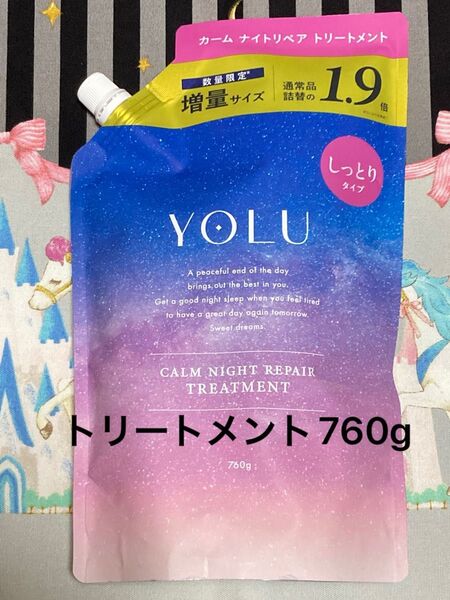 カーム ナイトリペア トリートメント
数量限定*
増量サイズ
通常品
詰替の
1.9倍
しっとり
タイプ
YOLU
A peaceful end of the day
brings out the best in you.
Get a good night sleep when you feel tired
to have a great day again tomorrow.
Sweet dreams.
CALM NIGHT REPAIR
TREATMENT
トリートメント760g
760g